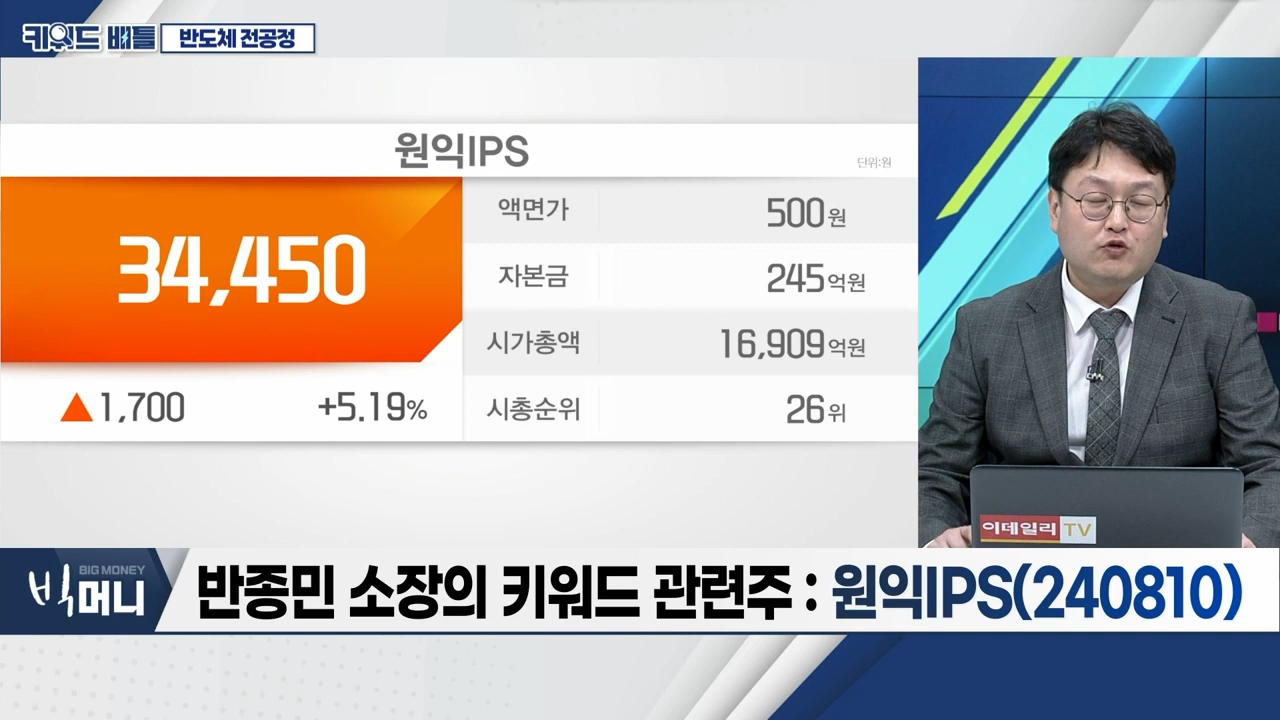 키워드 배틀 반도체 전공정
원익IPS
단위:원
34,450
▲1,700 +5.19%
액면가 500원
자본금 245억원
시가총액 16,909억원
시총순위 26위
이데일리TV
BIG MONEY
빅머니
반종민 소장의 키워드 관련주 : 원익IPS(240810)